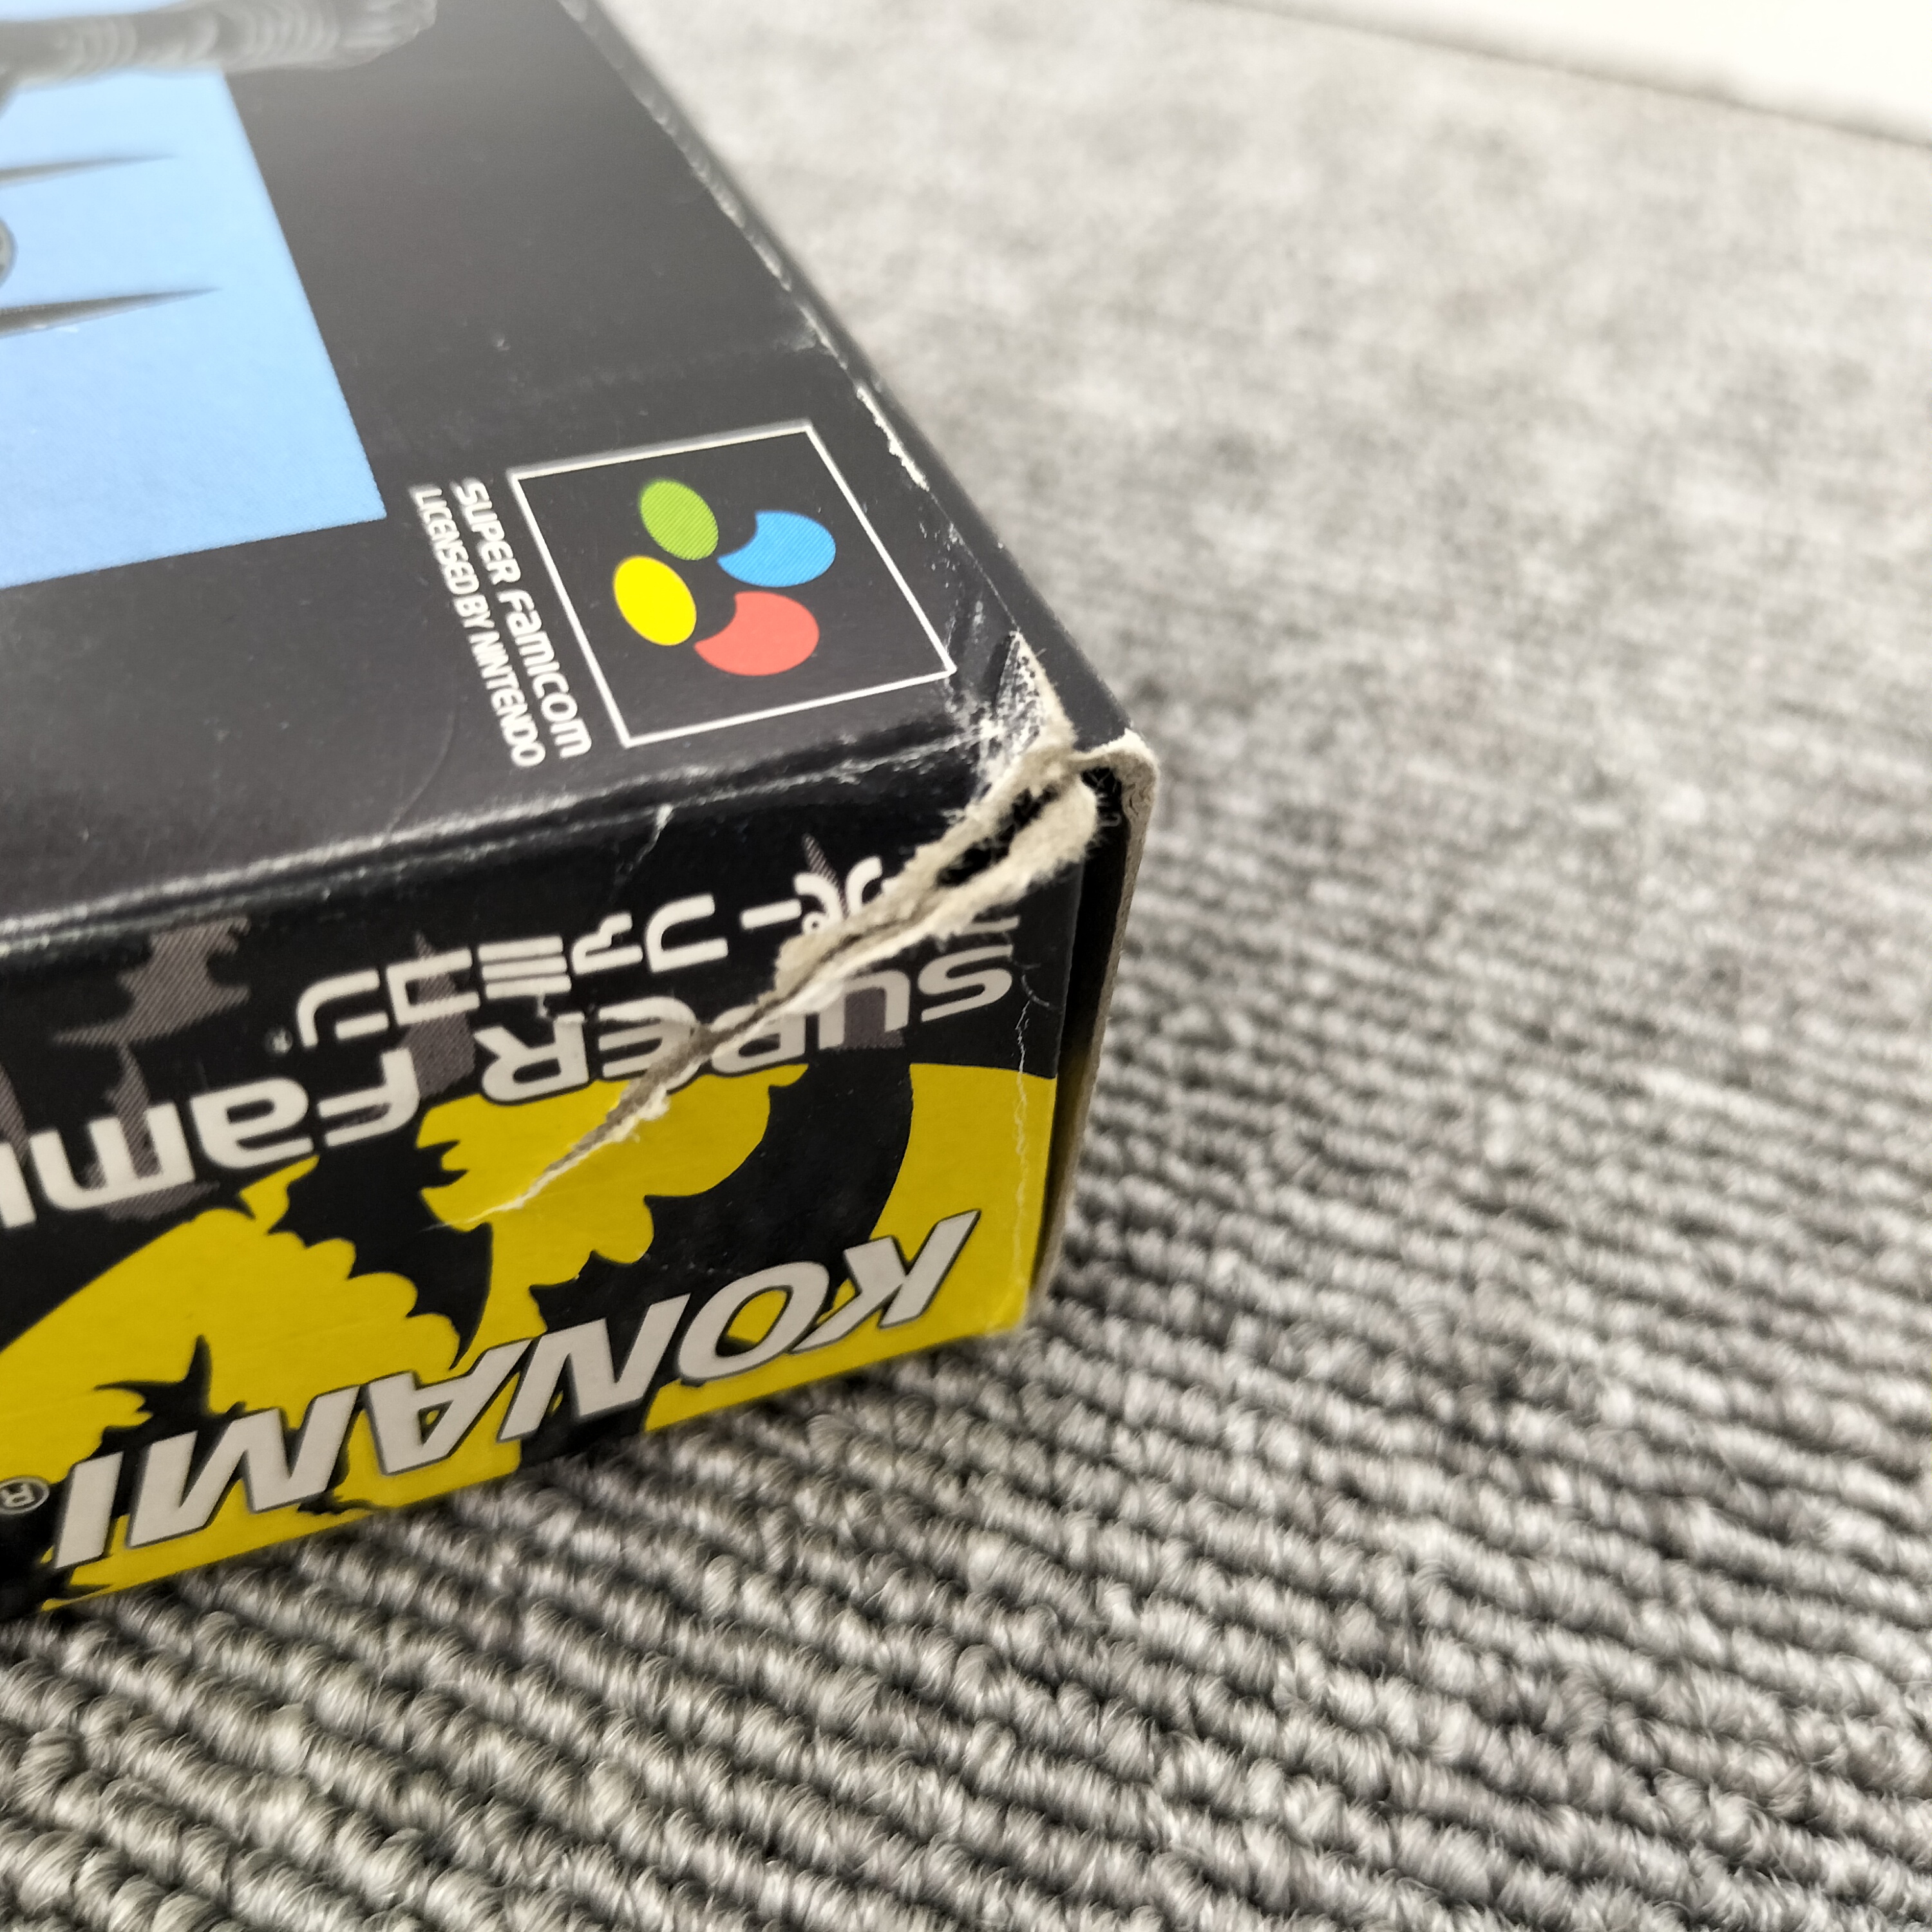 SUPER FAMICOM
LICENSED BY NINTENDO
スーパーファミコン
SUPER Fami
KONAMI®